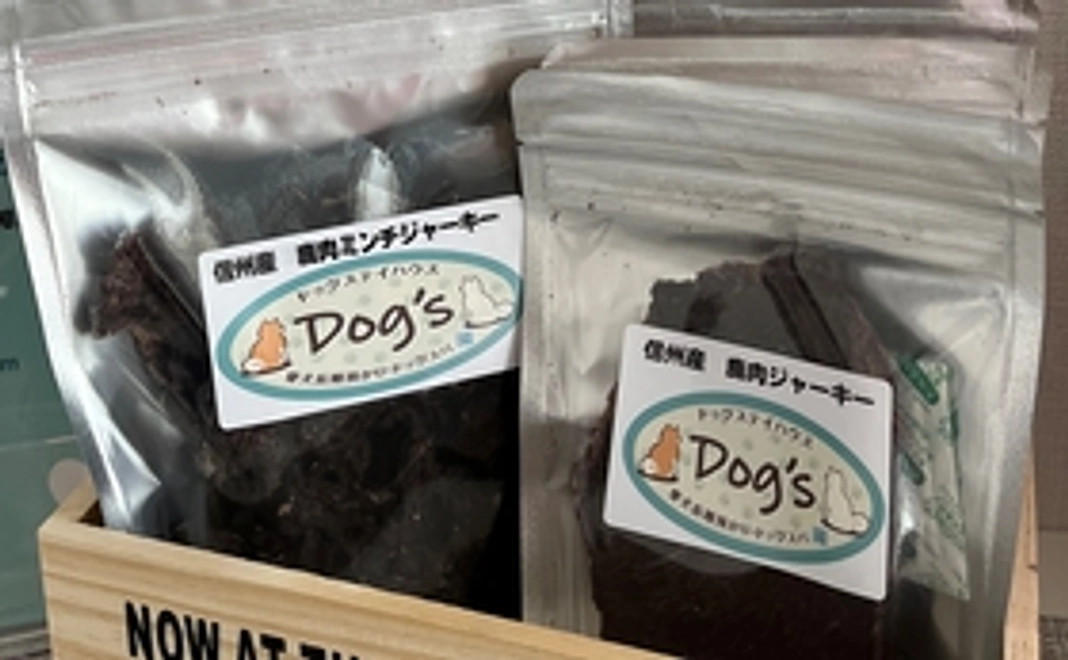 信州産 鹿肉ミンチジャーキー
ドックステイハウス
Dog's
信州産 鹿肉ジャーキー
ドックステイハウス
Dog's
NOW AT